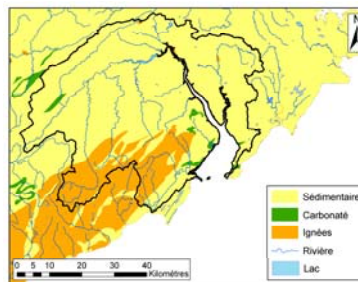 N
Sédimentaire
Carbonaté
Ignées
Rivière
Lac
0 5 10 20 30 40
Kilomètres